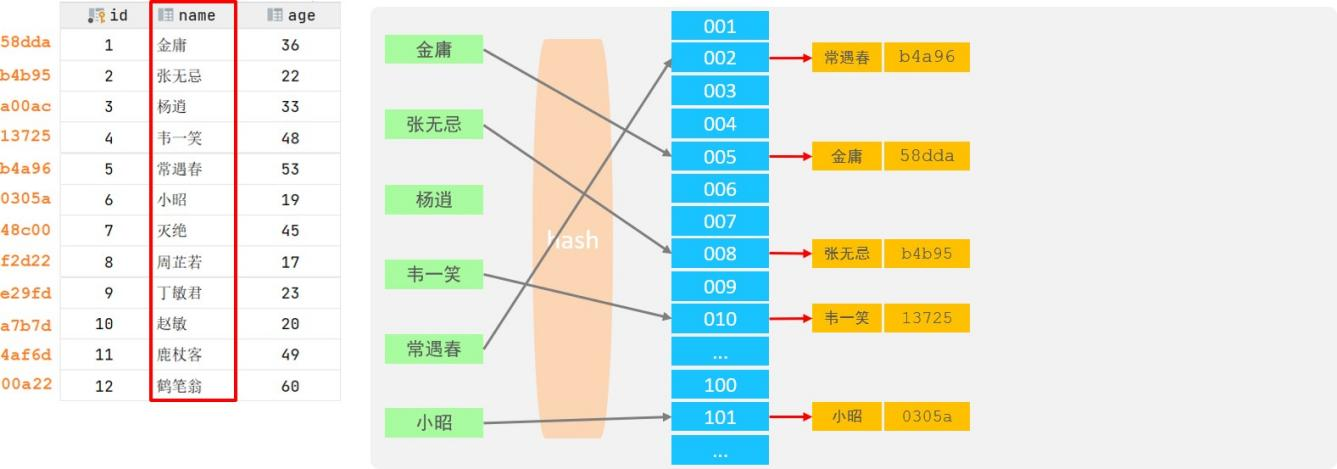 id name age
58dda 1 金庸 36
b4b95 2 张无忌 22
a00ac 3 杨逍 33
13725 4 韦一笑 48
b4a96 5 常遇春 53
0305a 6 小昭 19
48c00 7 灭绝 45
f2d22 8 周芷若 17
e29fd 9 丁敏君 23
a7b7d 10 赵敏 20
4af6d 11 鹿杖客 49
00a22 12 鹤笔翁 60
金庸
张无忌
杨逍
韦一笑
常遇春
小昭
hash
001
002
003
004
005
006
007
008
009
010
...
100
101
...
常遇春 b4a96
金庸 58dda
张无忌 b4b95
韦一笑 13725
小昭 0305a